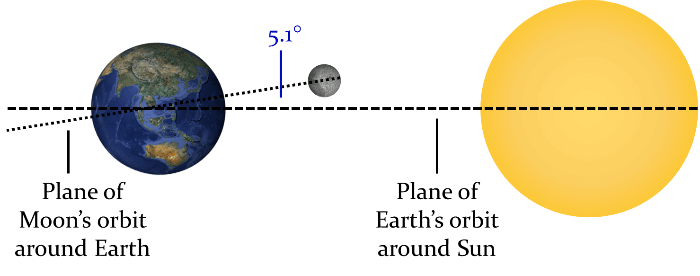 5.1°
Plane of
Moon’s orbit
around Earth
Plane of
Earth’s orbit
around Sun